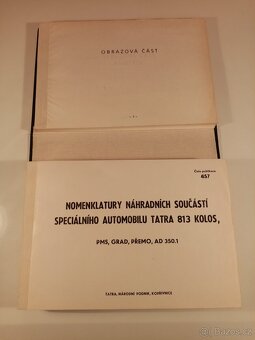 OBRAZOVÁ ČÁST
Číslo publikace
657
NOMENKLATURY NÁHRADNÍCH SOUČÁSTÍ
SPECIÁLNÍHO AUTOMOBILU TATRA 813 KOLOS,
PMS, GRAD, PŘEMO, AD 350.1
TATRA, NÁRODNÍ PODNIK, KOPŘIVNICE